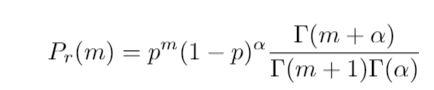 P_r(m) = p^m(1 − p)^α Γ(m + α) / Γ(m + 1)Γ(α)